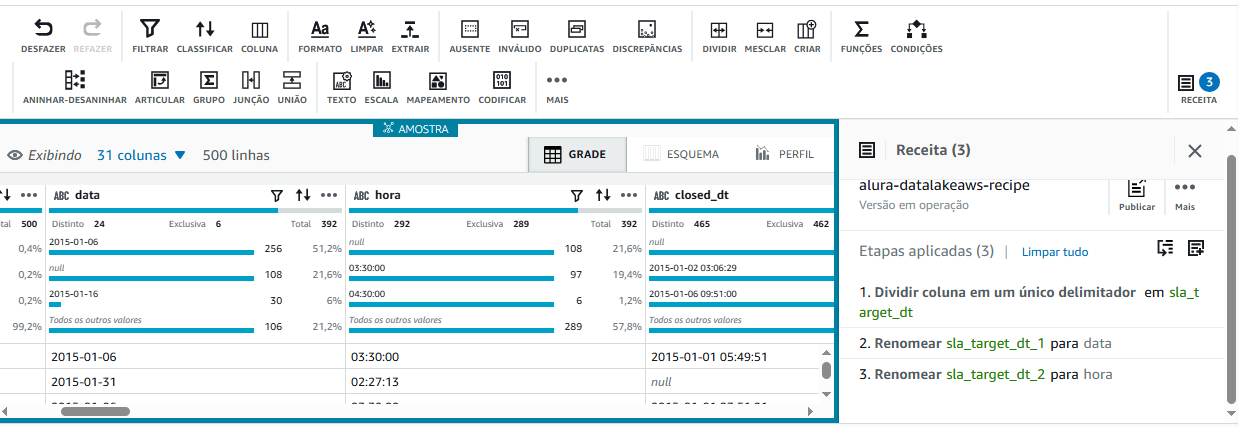 DESFAZER REFAZER FILTRAR CLASSIFICAR COLUNA FORMATO LIMPAR EXTRAIR AUSENTE INVÁLIDO DUPLICATAS DISCREPÂNCIAS DIVIDIR MESCLAR CRIAR FUNÇÕES CONDIÇÕES
ANINHAR-DESANINHAR ARTICULAR GRUPO JUNÇÃO UNIÃO TEXTO ESCALA MAPEAMENTO CODIFICAR MAIS
3
RECEITA
AMOSTRA
Exibindo 31 colunas 500 linhas
GRADE ESQUEMA PERFIL
ABC data ABC hora ABC closed_dt
500 Distinto 24 Exclusiva 6 Total 392 Distinto 292 Exclusiva 289 Total 392 Distinto 465 Exclusiva 462
0,4% 2015-01-06 256 51,2% null 108 21,6% null
0,2% null 108 21,6% 03:30:00 97 19,4% 2015-01-02 03:06:29
0,2% 2015-01-16 30 6% 04:30:00 6 1,2% 2015-01-06 09:51:00
99,2% Todos os outros valores 106 21,2% Todos os outros valores 289 57,8% Todos os outros valores
2015-01-06 03:30:00 2015-01-01 05:49:51
2015-01-31 02:27:13 null
Receita (3)
alura-datalakeaws-recipe
Versão em operação
Publicar Mais
Etapas aplicadas (3) | Limpar tudo
1. Dividir coluna em um único delimitador em sla_t
arget_dt
2. Renomear sla_target_dt_1 para data
3. Renomear sla_target_dt_2 para hora